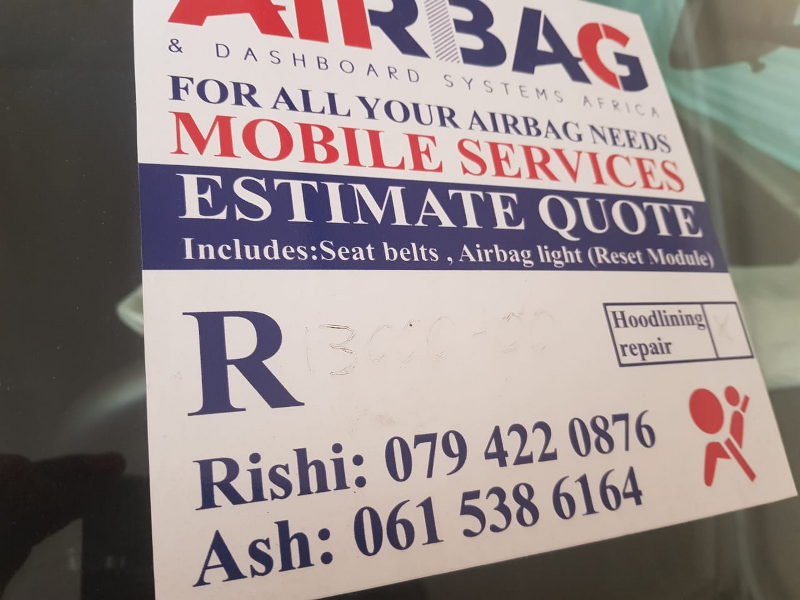 AIRBAG
& DASHBOARD SYSTEMS AFRICA
FOR ALL YOUR AIRBAG NEEDS
MOBILE SERVICES
ESTIMATE QUOTE
Includes:Seat belts , Airbag light (Reset Module)
R
Hoodlining
repair
Rishi: 079 422 0876
Ash: 061 538 6164